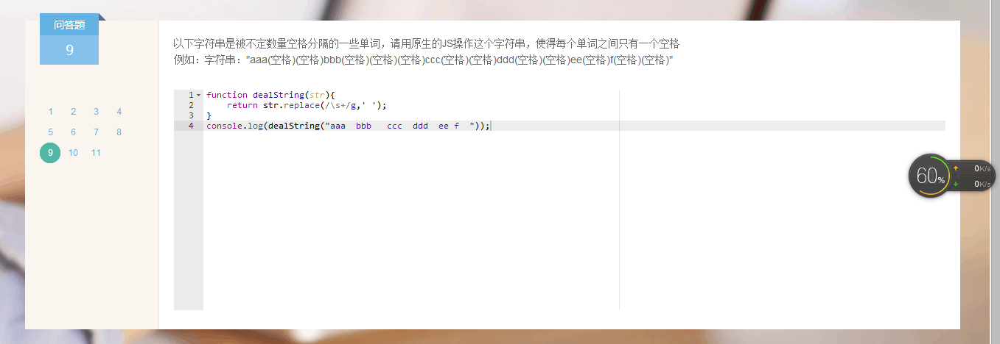 问答题
9
以下字符串是被不定数量空格分隔的一些单词，请用原生的JS操作这个字符串，使得每个单词之间只有一个空格
例如：字符串："aaa(空格)(空格)bbb(空格)(空格)(空格)ccc(空格)(空格)ddd(空格)(空格)ee(空格)f(空格)(空格)"
1 2 3 4
5 6 7 8
9 10 11
1 function dealString(str){
2     return str.replace(/\s+/g,' ');
3 }
4 console.log(dealString("aaa  bbb   ccc  ddd  ee f  "));
60%
0K/s
0K/s